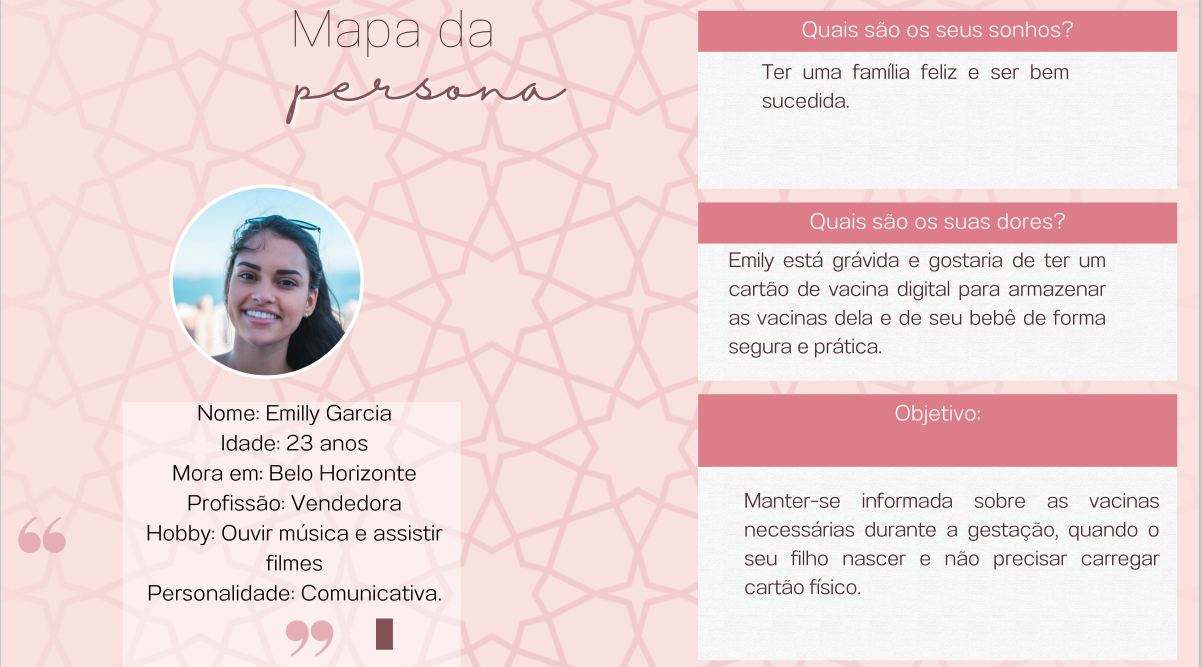 Mapa da
persona
Nome: Emilly Garcia
Idade: 23 anos
Mora em: Belo Horizonte
Profissão: Vendedora
Hobby: Ouvir música e assistir
filmes
Personalidade: Comunicativa.
Quais são os seus sonhos?
Ter uma família feliz e ser bem
sucedida.
Quais são os suas dores?
Emily está grávida e gostaria de ter um
cartão de vacina digital para armazenar
as vacinas dela e de seu bebê de forma
segura e prática.
Objetivo:
Manter-se informada sobre as vacinas
necessárias durante a gestação, quando o
seu filho nascer e não precisar carregar
cartão físico.